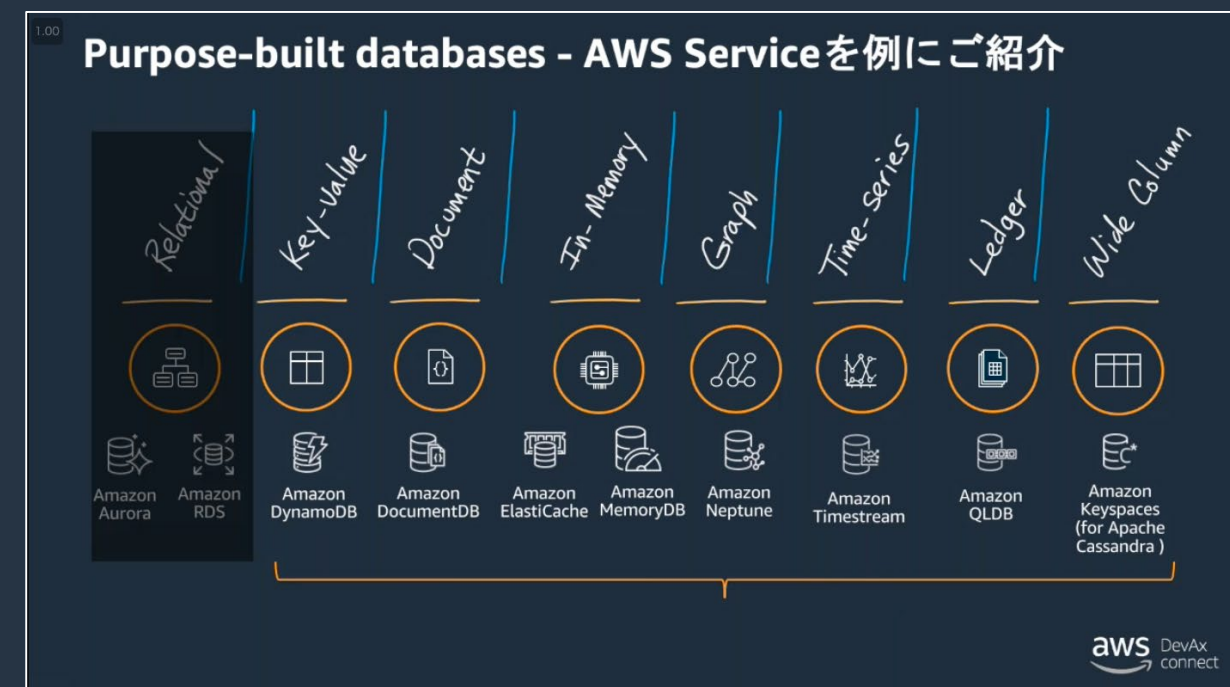 1.00
Purpose-built databases - AWS Serviceを例にご紹介
Relational
Key-Value
Document
In-Memory
Graph
Time-series
Ledger
Wide Column
Amazon
Aurora
Amazon
RDS
Amazon
DynamoDB
Amazon
DocumentDB
Amazon
ElastiCache
Amazon
MemoryDB
Amazon
Neptune
Amazon
Timestream
Amazon
QLDB
C*
Amazon
Keyspaces
(for Apache
Cassandra )
aws
DevAx
connect